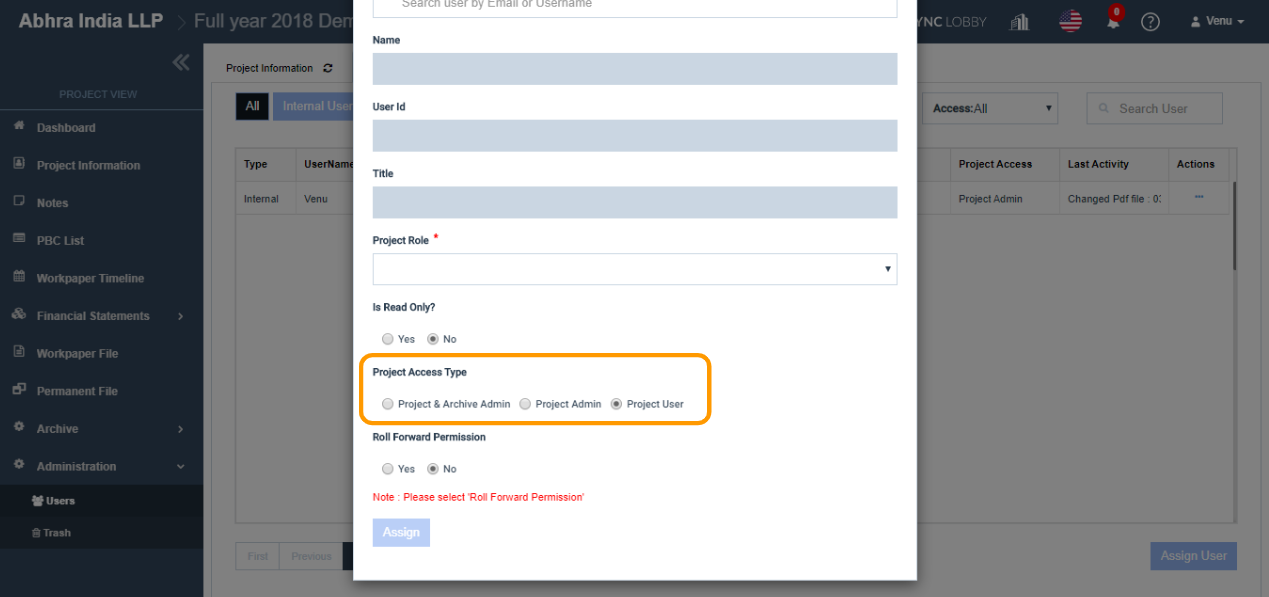 Abhra India LLP > Full year 2018 Dem
YNC LOBBY
0
Venu
Search user by Email or Username
PROJECT VIEW
Dashboard
Project Information
Notes
PBC List
Workpaper Timeline
Financial Statements
Workpaper File
Permanent File
Archive
Administration
Users
Trash
Project Information
All
Internal User
Access:All
Search User
Type
UserName
Project Access
Last Activity
Actions
Internal
Venu
Project Admin
Changed Pdf file : 03
...
Name
User Id
Title
Project Role *
Is Read Only?
Yes No
Project Access Type
Project & Archive Admin Project Admin Project User
Roll Forward Permission
Yes No
Note : Please select 'Roll Forward Permission'
Assign
First
Previous
Assign User